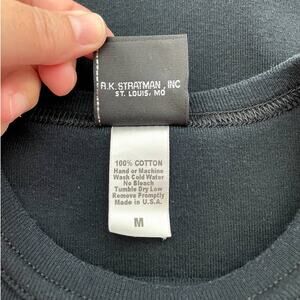 R.K. STRATMAN, INC
ST. LOUIS, MO
100% COTTON
Hand or Machine
Wash Cold Water
No Bleach
Tumble Dry Low
Remove Promptly
Made in U.S.A.
M